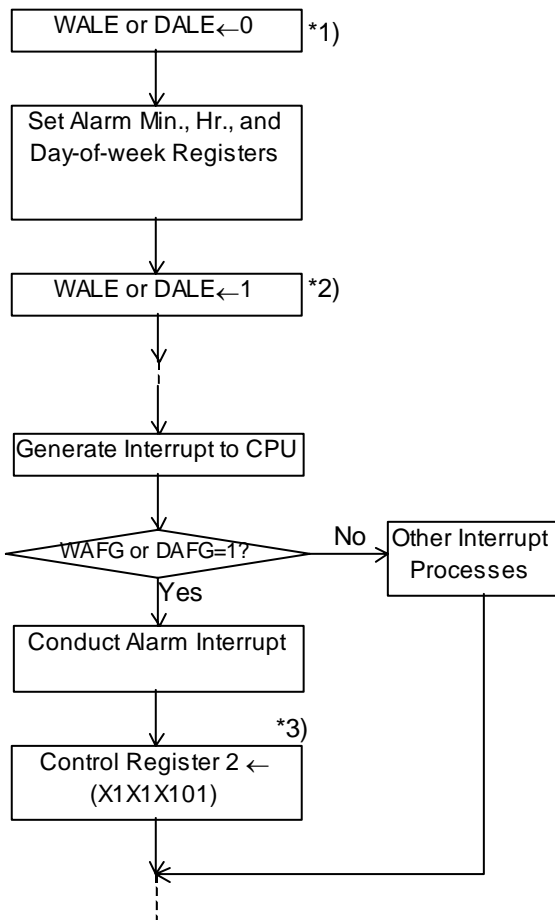 WALE or DALE←0
*1)
Set Alarm Min., Hr., and
Day-of-week Registers
WALE or DALE←1
*2)
Generate Interrupt to CPU
WAFG or DAFG=1?
No
Other Interrupt
Processes
Yes
Conduct Alarm Interrupt
*3)
Control Register 2 ←
(X1X1X101)